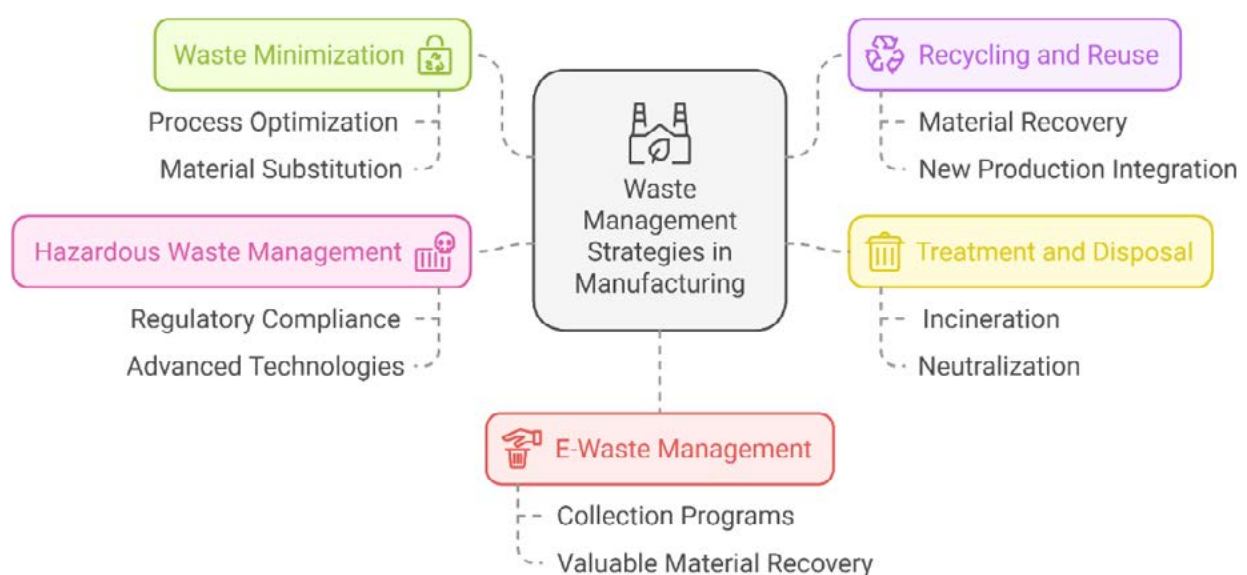 Waste Minimization
Process Optimization
Material Substitution
Hazardous Waste Management
Regulatory Compliance
Advanced Technologies
Waste
Management
Strategies in
Manufacturing
Recycling and Reuse
Material Recovery
New Production Integration
Treatment and Disposal
Incineration
Neutralization
E-Waste Management
Collection Programs
Valuable Material Recovery